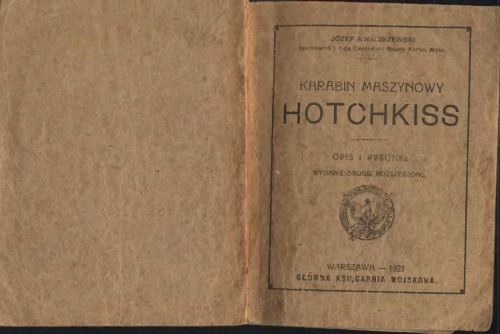 JÓZEF KWACISZEWSKI
KARABIN MASZYNOWY
HOTCHKISS
OPIS I RYSUNKI.
WYDANIE DRUGIE ROZSZERZONE.
WARSZAWA — 1921
GŁÓWNA KSIĘGARNIA WOJSKOWA.